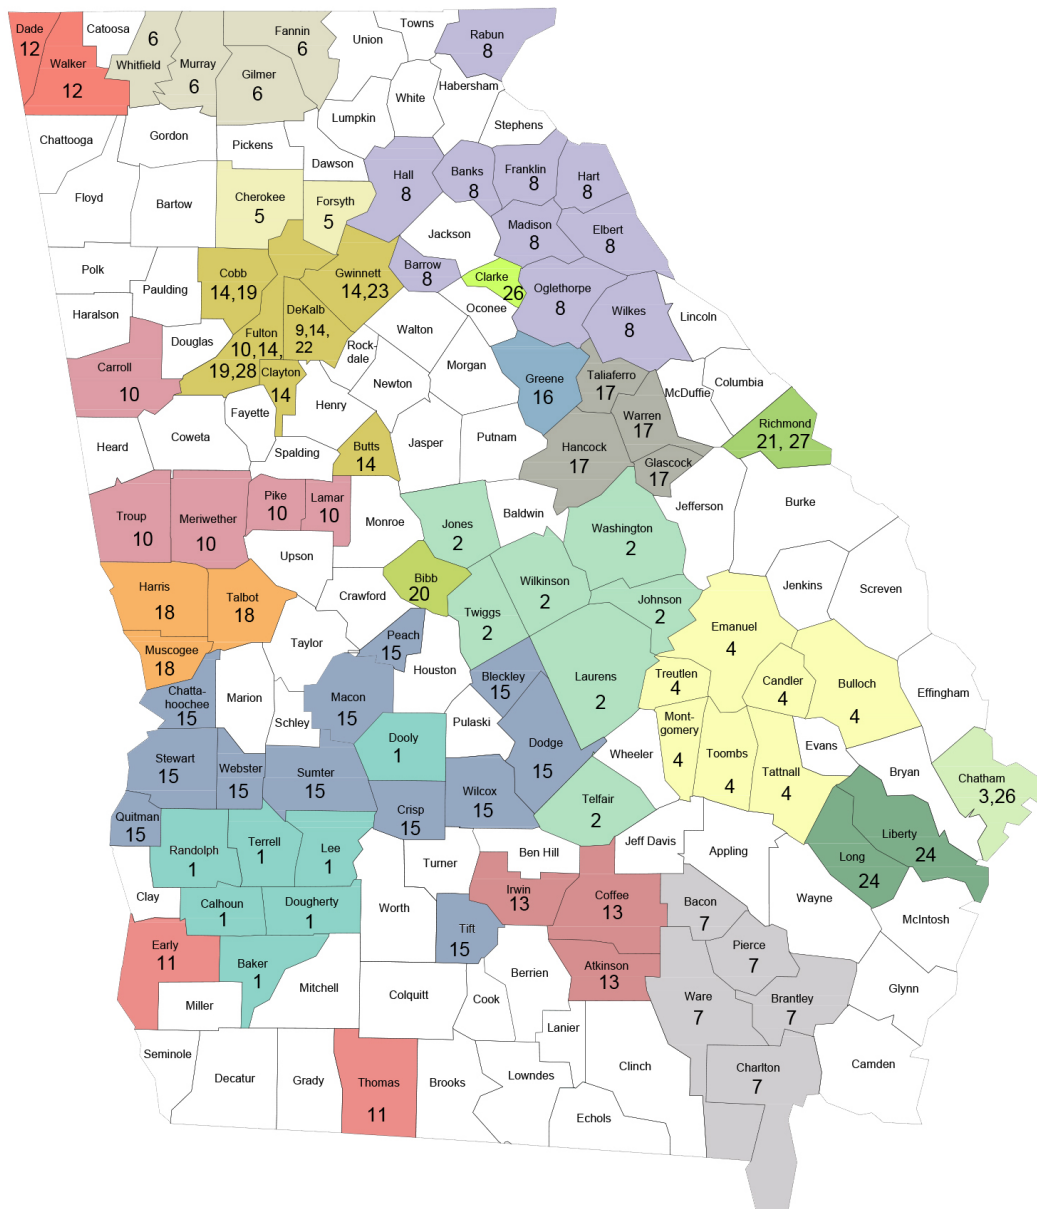 Dade
12
Catoosa
Walker
12
6
Whitfield
Murray
6
Fannin
6
Gilmer
6
Union
Towns
Rabun
8
Habersham
White
Lumpkin
Stephens
Chattooga
Gordon
Pickens
Dawson
Hall
8
Banks
8
Franklin
8
Hart
8
Floyd
Bartow
Cherokee
5
Forsyth
5
Jackson
Madison
8
Elbert
8
Polk
Paulding
Cobb
14,19
Gwinnett
14,23
Barrow
8
Clarke
26
Oconee
Oglethorpe
8
Wilkes
8
Lincoln
Haralson
Douglas
Fulton
10,14,
19,28
DeKalb
9,14,
22
Rock-
dale
Walton
Morgan
Carroll
10
Clayton
14
Fayette
Henry
Newton
Greene
16
Taliaferro
17
McDuffie
Columbia
Warren
17
Richmond
21, 27
Heard
Coweta
Spalding
Butts
14
Jasper
Putnam
Hancock
17
Glascock
17
Jefferson
Burke
Troup
10
Meriwether
10
Pike
10
Lamar
10
Monroe
Jones
2
Baldwin
Washington
2
Upson
Bibb
20
Wilkinson
2
Jenkins
Screven
Harris
18
Talbot
18
Crawford
Twiggs
2
Johnson
2
Emanuel
4
Muscogee
18
Taylor
Peach
15
Houston
Bleckley
15
Laurens
2
Treutlen
4
Candler
4
Bulloch
4
Effingham
Chatta-
hoochee
15
Marion
Schley
Macon
15
Pulaski
Dooly
1
Dodge
15
Wheeler
Mont-
gomery
4
Toombs
4
Tattnall
4
Evans
Bryan
Chatham
3,26
Stewart
15
Webster
15
Sumter
15
Crisp
15
Wilcox
15
Telfair
2
Quitman
15
Randolph
1
Terrell
1
Lee
1
Turner
Ben Hill
Jeff Davis
Appling
Long
24
Liberty
24
Clay
Calhoun
1
Dougherty
1
Worth
Tift
15
Irwin
13
Coffee
13
Bacon
7
Wayne
McIntosh
Early
11
Baker
1
Mitchell
Berrien
Atkinson
13
Pierce
7
Miller
Colquitt
Cook
Ware
7
Brantley
7
Glynn
Seminole
Decatur
Grady
Thomas
11
Brooks
Lanier
Lowndes
Clinch
Echols
Charlton
7
Camden